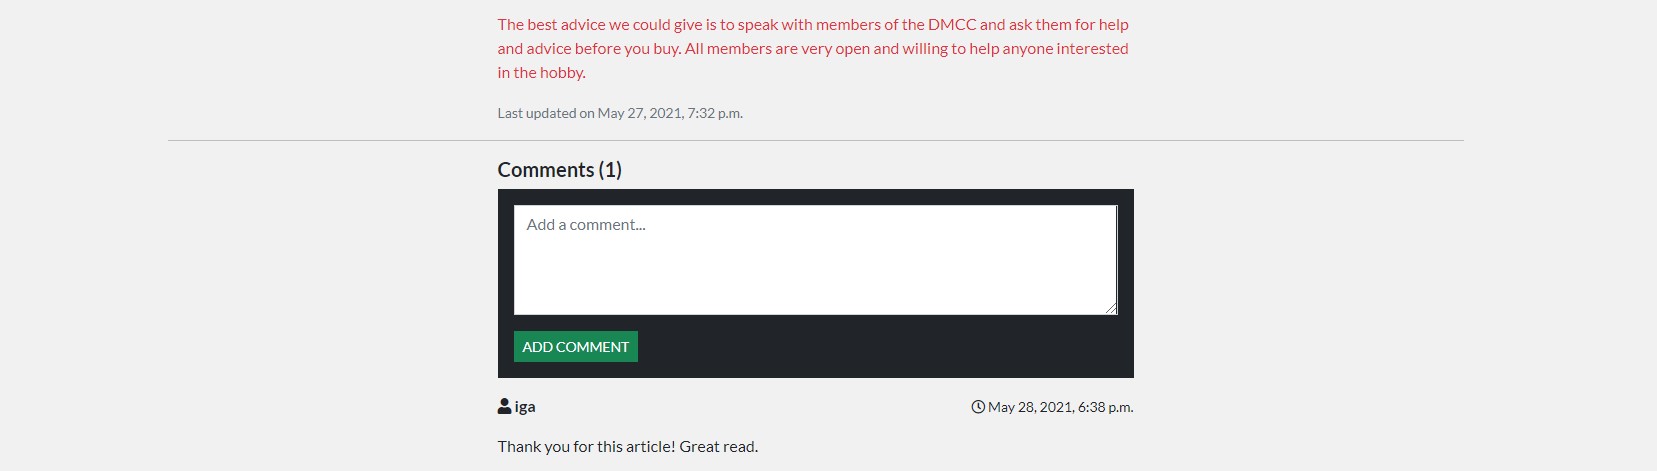 The best advice we could give is to speak with members of the DMCC and ask them for help
and advice before you buy. All members are very open and willing to help anyone interested
in the hobby.
Last updated on May 27, 2021, 7:32 p.m.
Comments (1)
Add a comment...
ADD COMMENT
iga May 28, 2021, 6:38 p.m.
Thank you for this article! Great read.